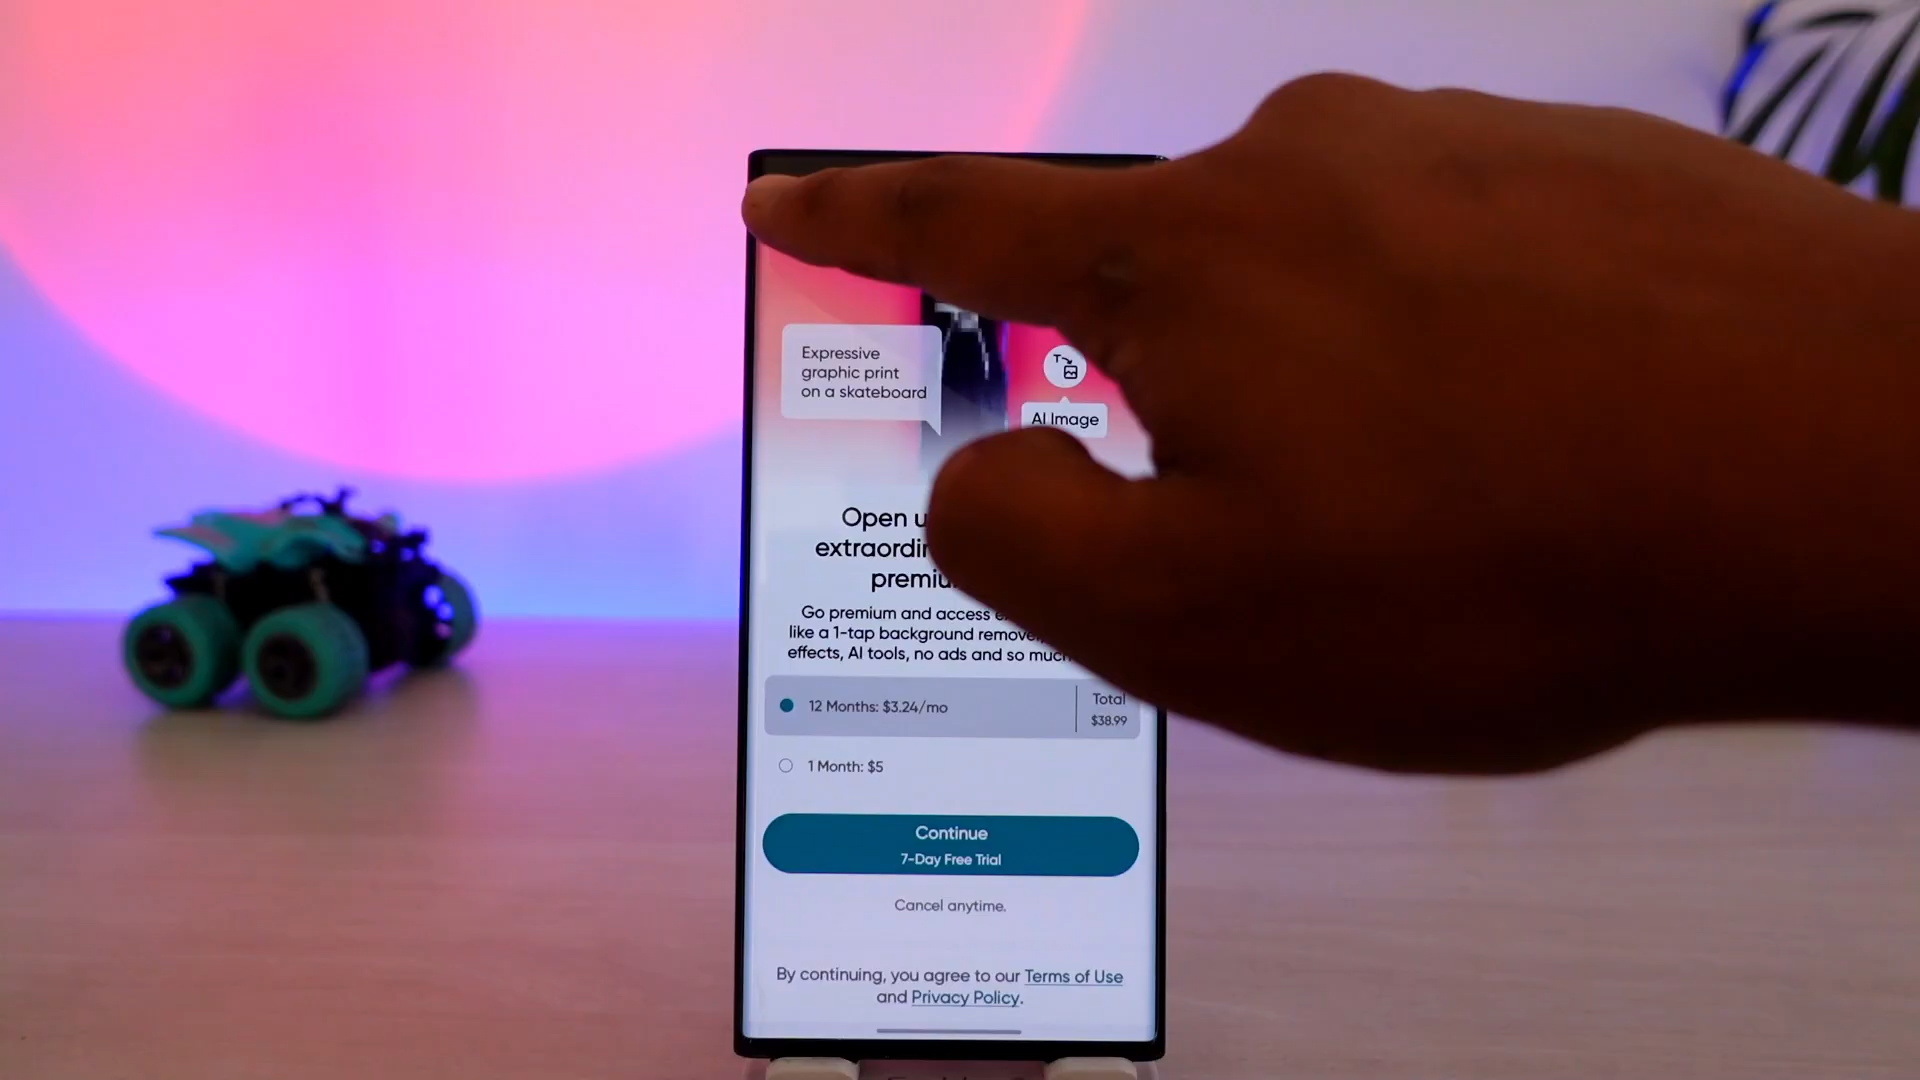 Expressive
graphic print
on a skateboard
AI Image
Open
extraordin
premiu
Go premium and access
like a 1-tap background remove
effects, AI tools, no ads and so much
12 Months: $3.24/mo
Total
$38.99
1 Month: $5
Continue
7-Day Free Trial
Cancel anytime.
By continuing, you agree to our Terms of Use
and Privacy Policy.